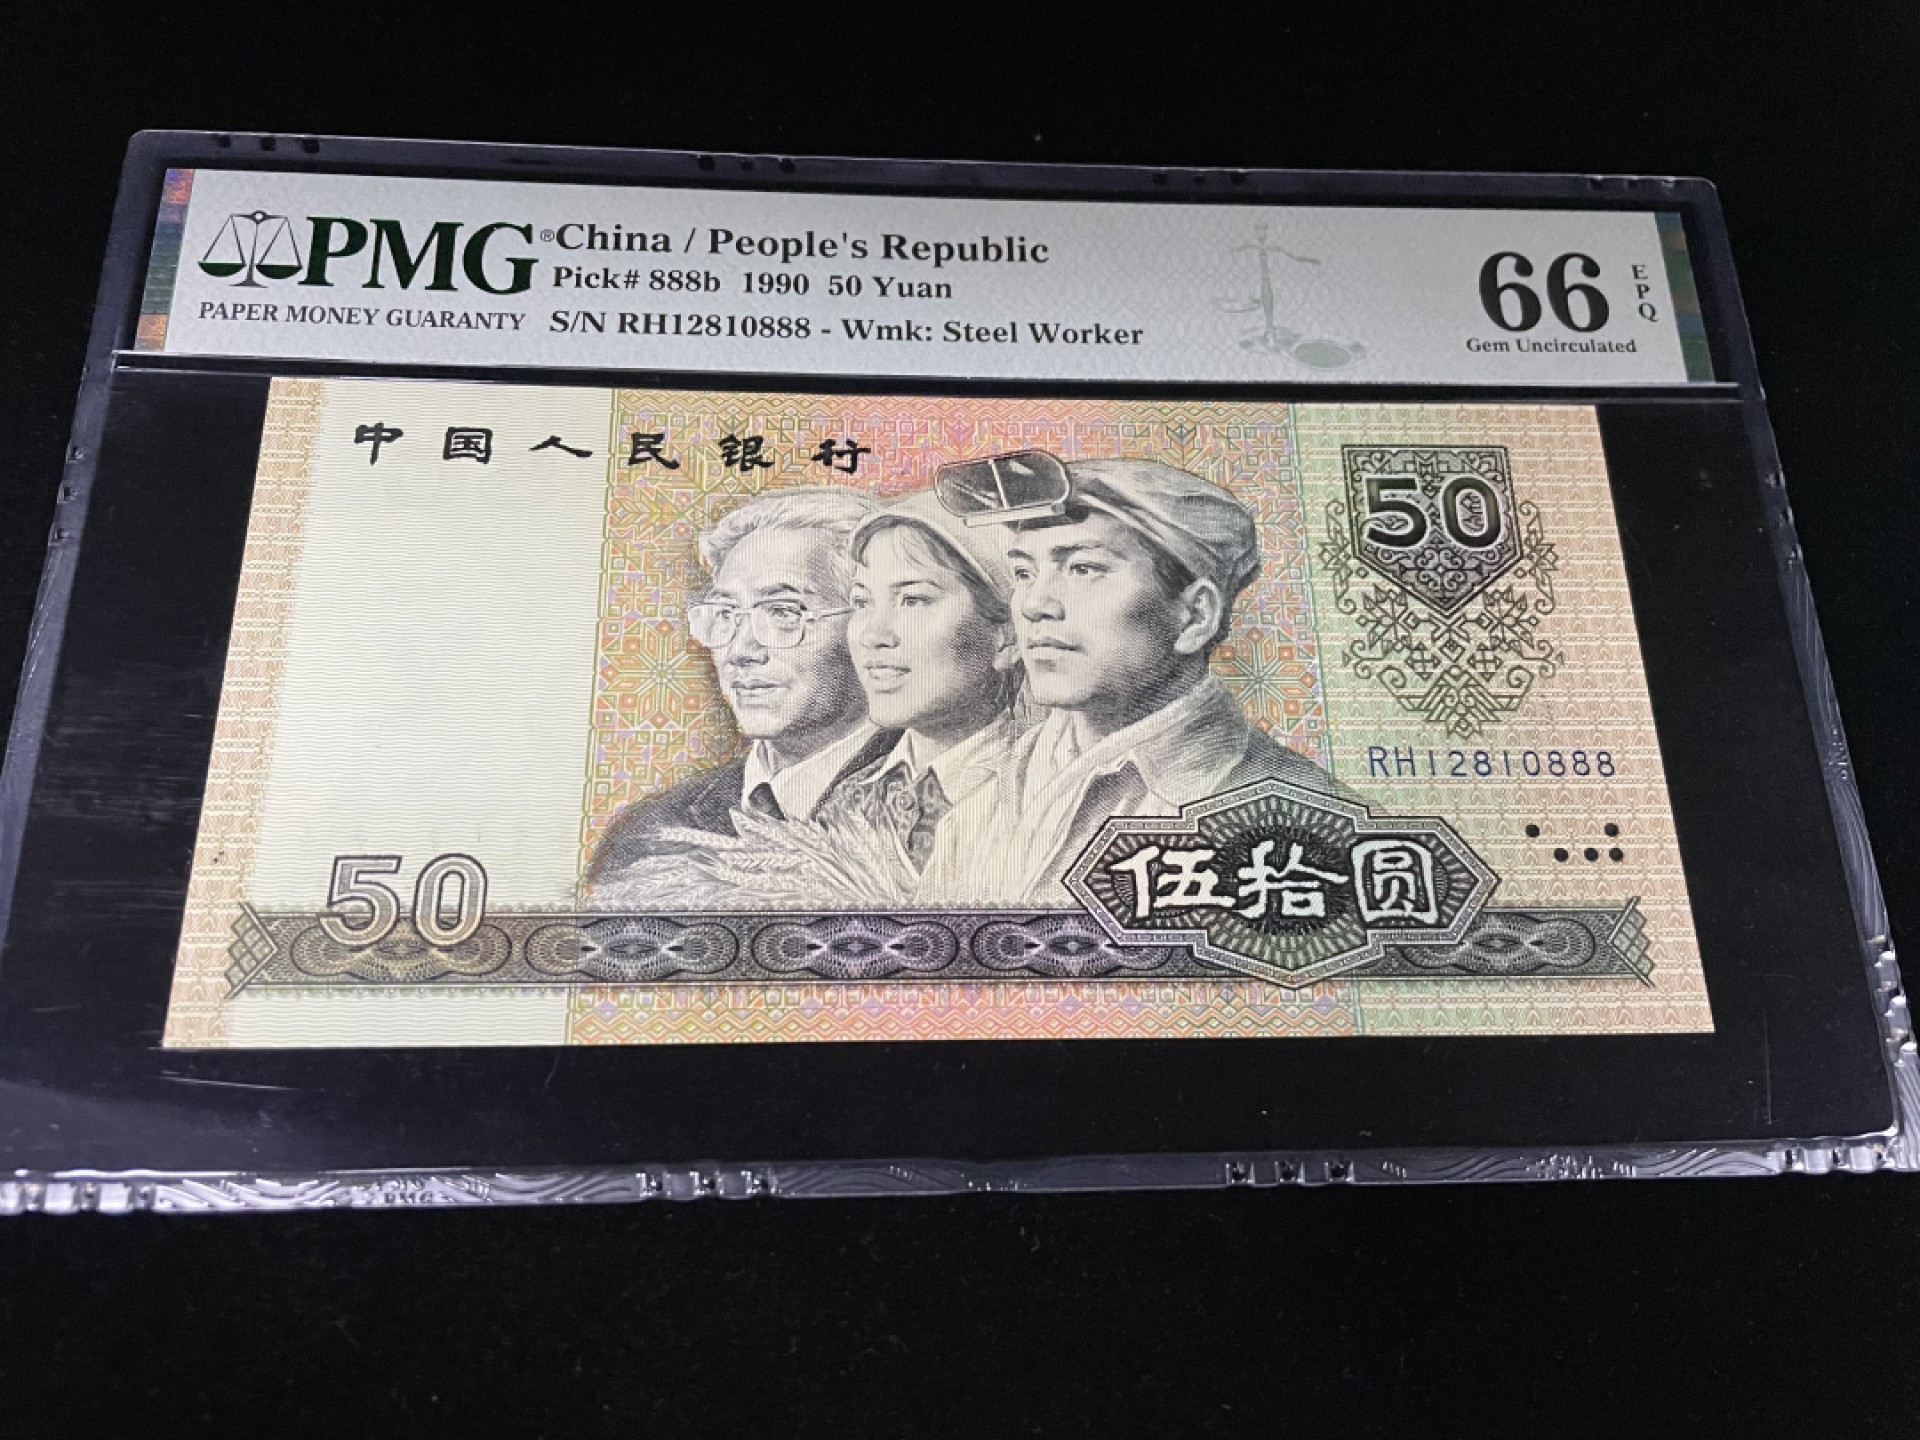 PMG® China / People's Republic
Pick# 888b 1990 50 Yuan
PAPER MONEY GUARANTY S/N RH12810888 - Wmk: Steel Worker
66 EPQ
Gem Uncirculated
中国人民银行
50
RH12810888
50
伍拾圆
PMG